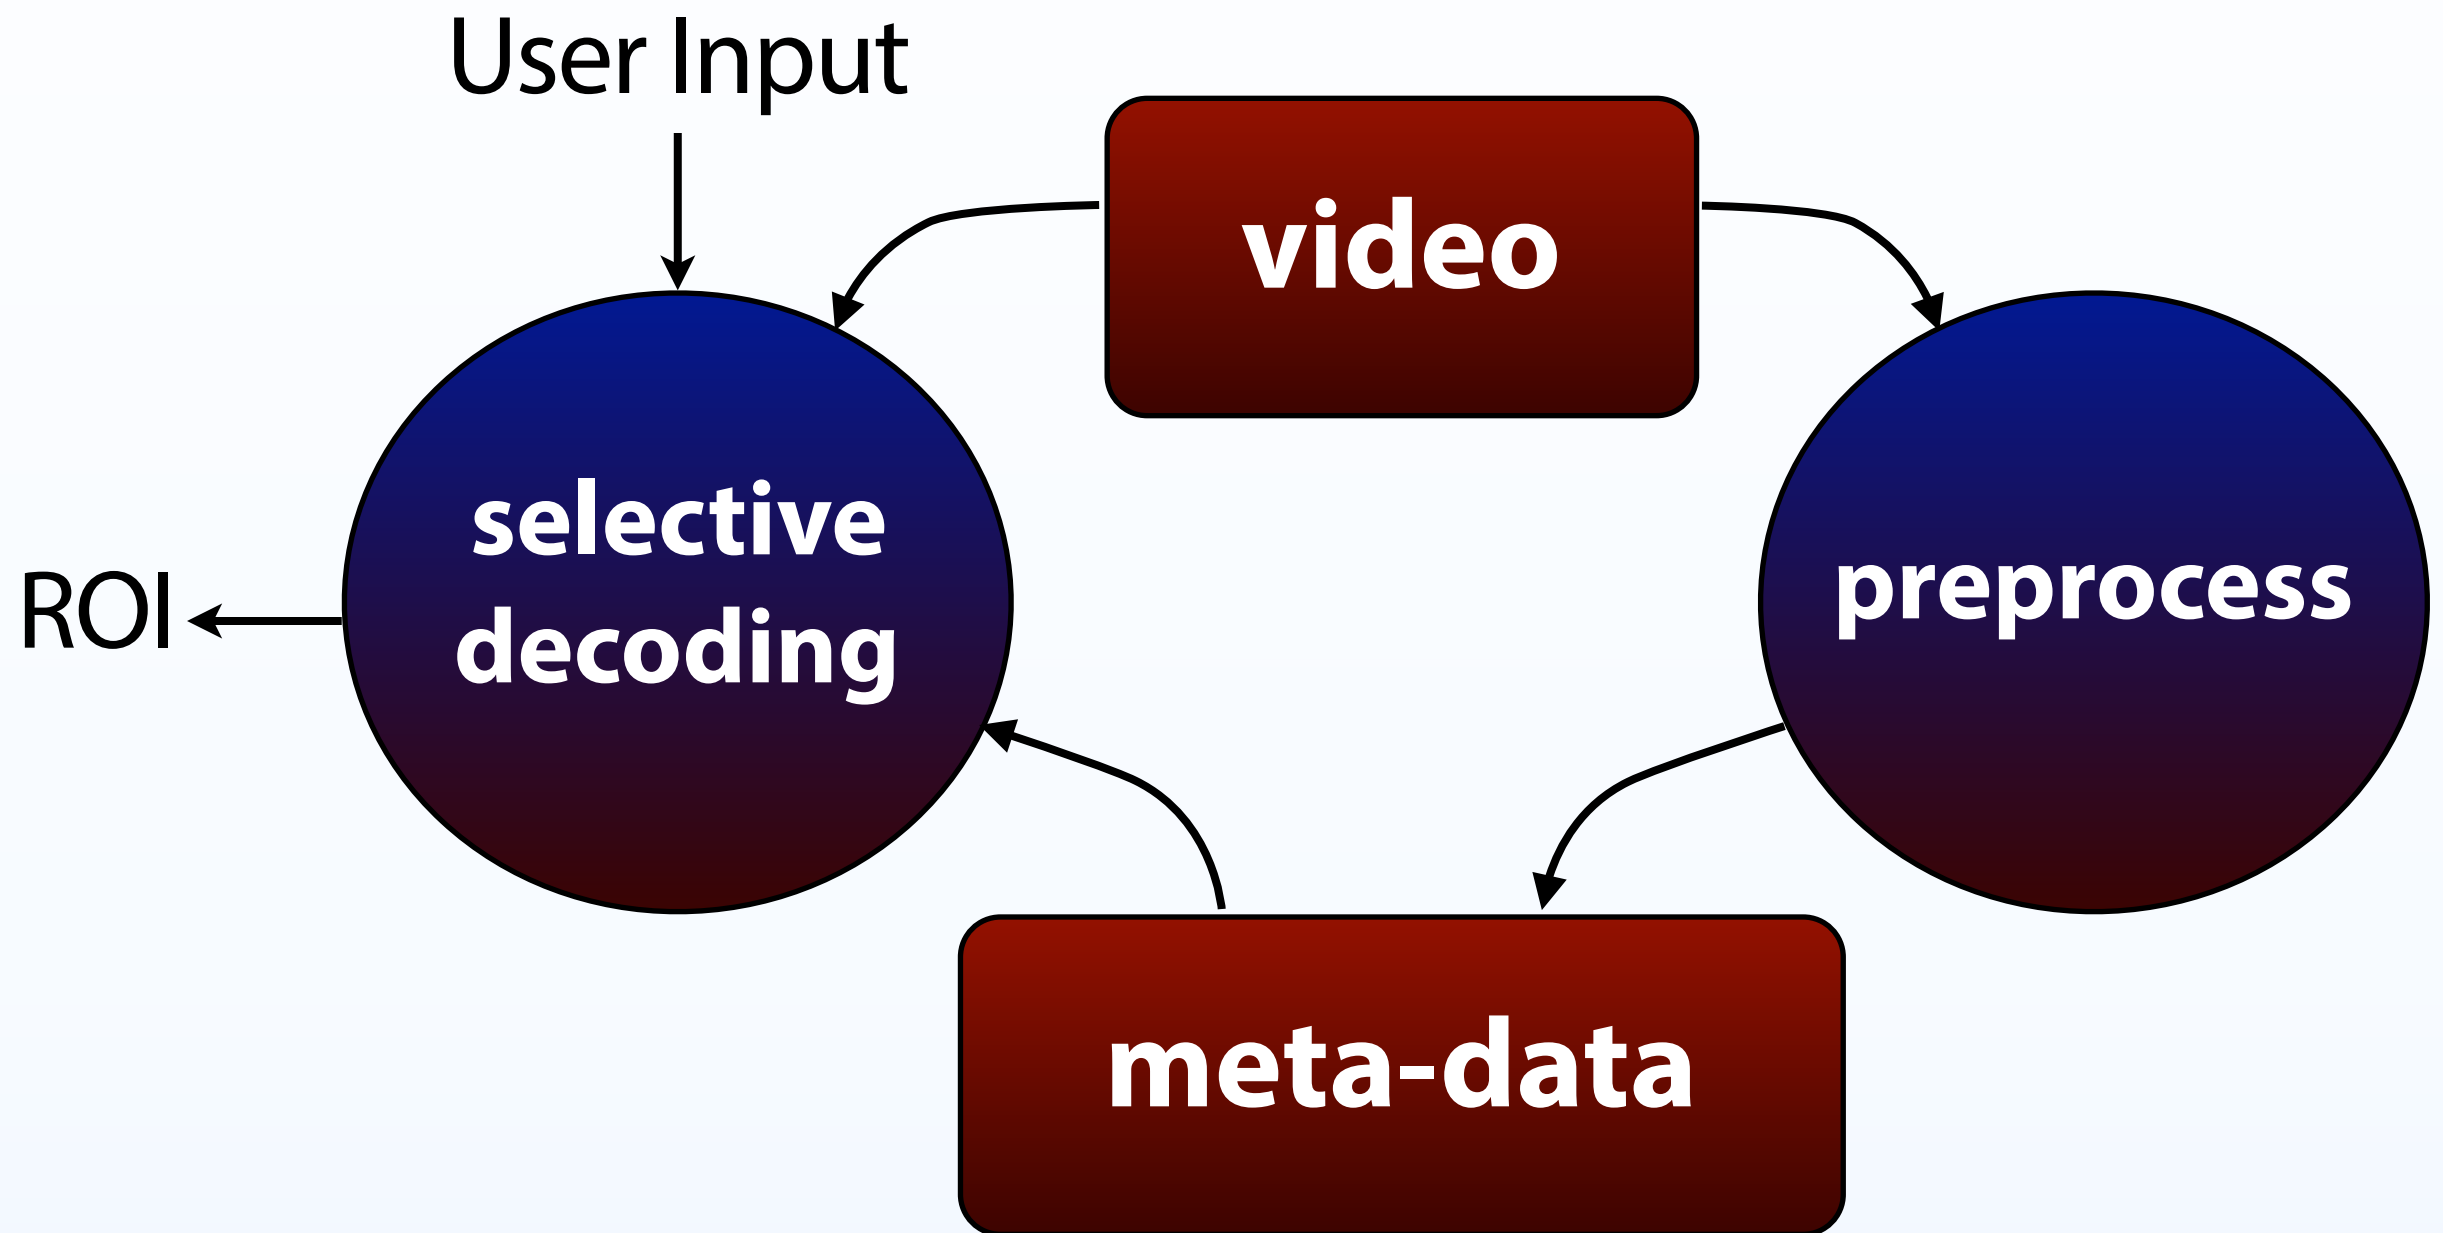 User Input
video
selective
decoding
preprocess
ROI
meta-data